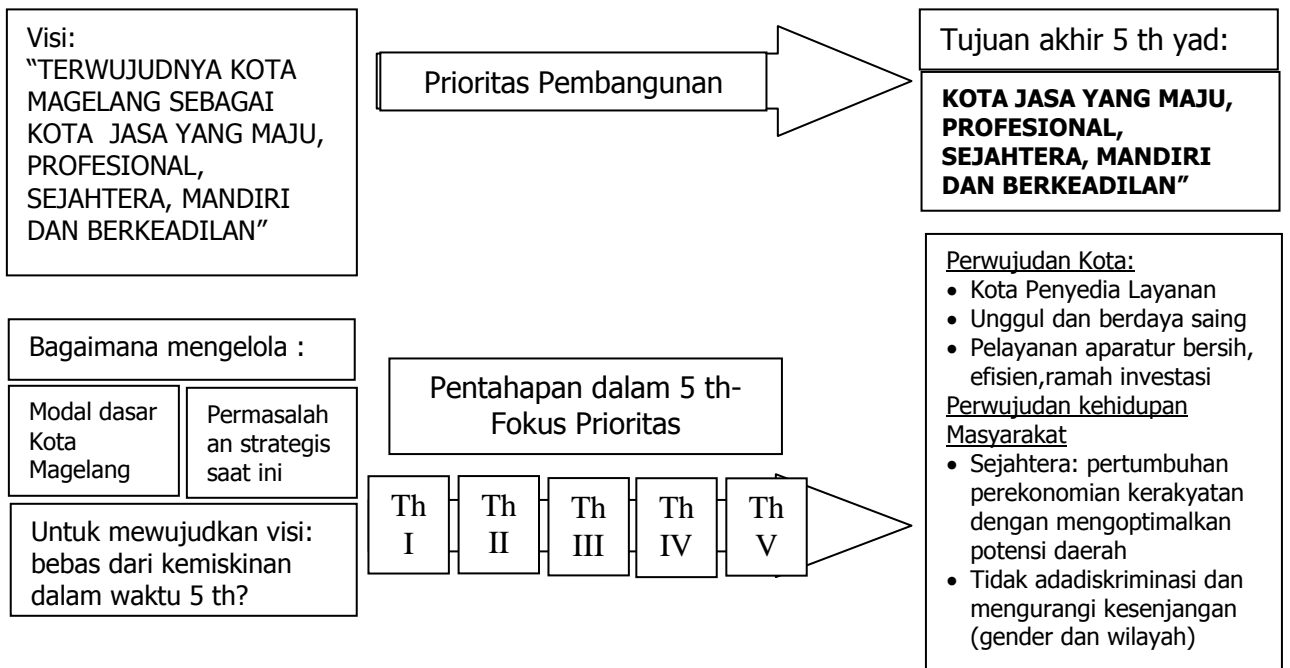 Visi:
“TERWUJUDNYA KOTA
MAGELANG SEBAGAI
KOTA  JASA YANG MAJU,
PROFESIONAL,
SEJAHTERA, MANDIRI
DAN BERKEADILAN”
Prioritas Pembangunan
Tujuan akhir 5 th yad:
KOTA JASA YANG MAJU,
PROFESIONAL,
SEJAHTERA, MANDIRI
DAN BERKEADILAN”
Bagaimana mengelola :
Modal dasar
Kota
Magelang
Permasalah
an strategis
saat ini
Untuk mewujudkan visi:
bebas dari kemiskinan
dalam waktu 5 th?
Pentahapan dalam 5 th-
Fokus Prioritas
Th
I
Th
II
Th
III
Th
IV
Th
V
Perwujudan Kota:
• Kota Penyedia Layanan
• Unggul dan berdaya saing
• Pelayanan aparatur bersih,
efisien,ramah investasi
Perwujudan kehidupan
Masyarakat
• Sejahtera: pertumbuhan
perekonomian kerakyatan
dengan mengoptimalkan
potensi daerah
• Tidak adadiskriminasi dan
mengurangi kesenjangan
(gender dan wilayah)